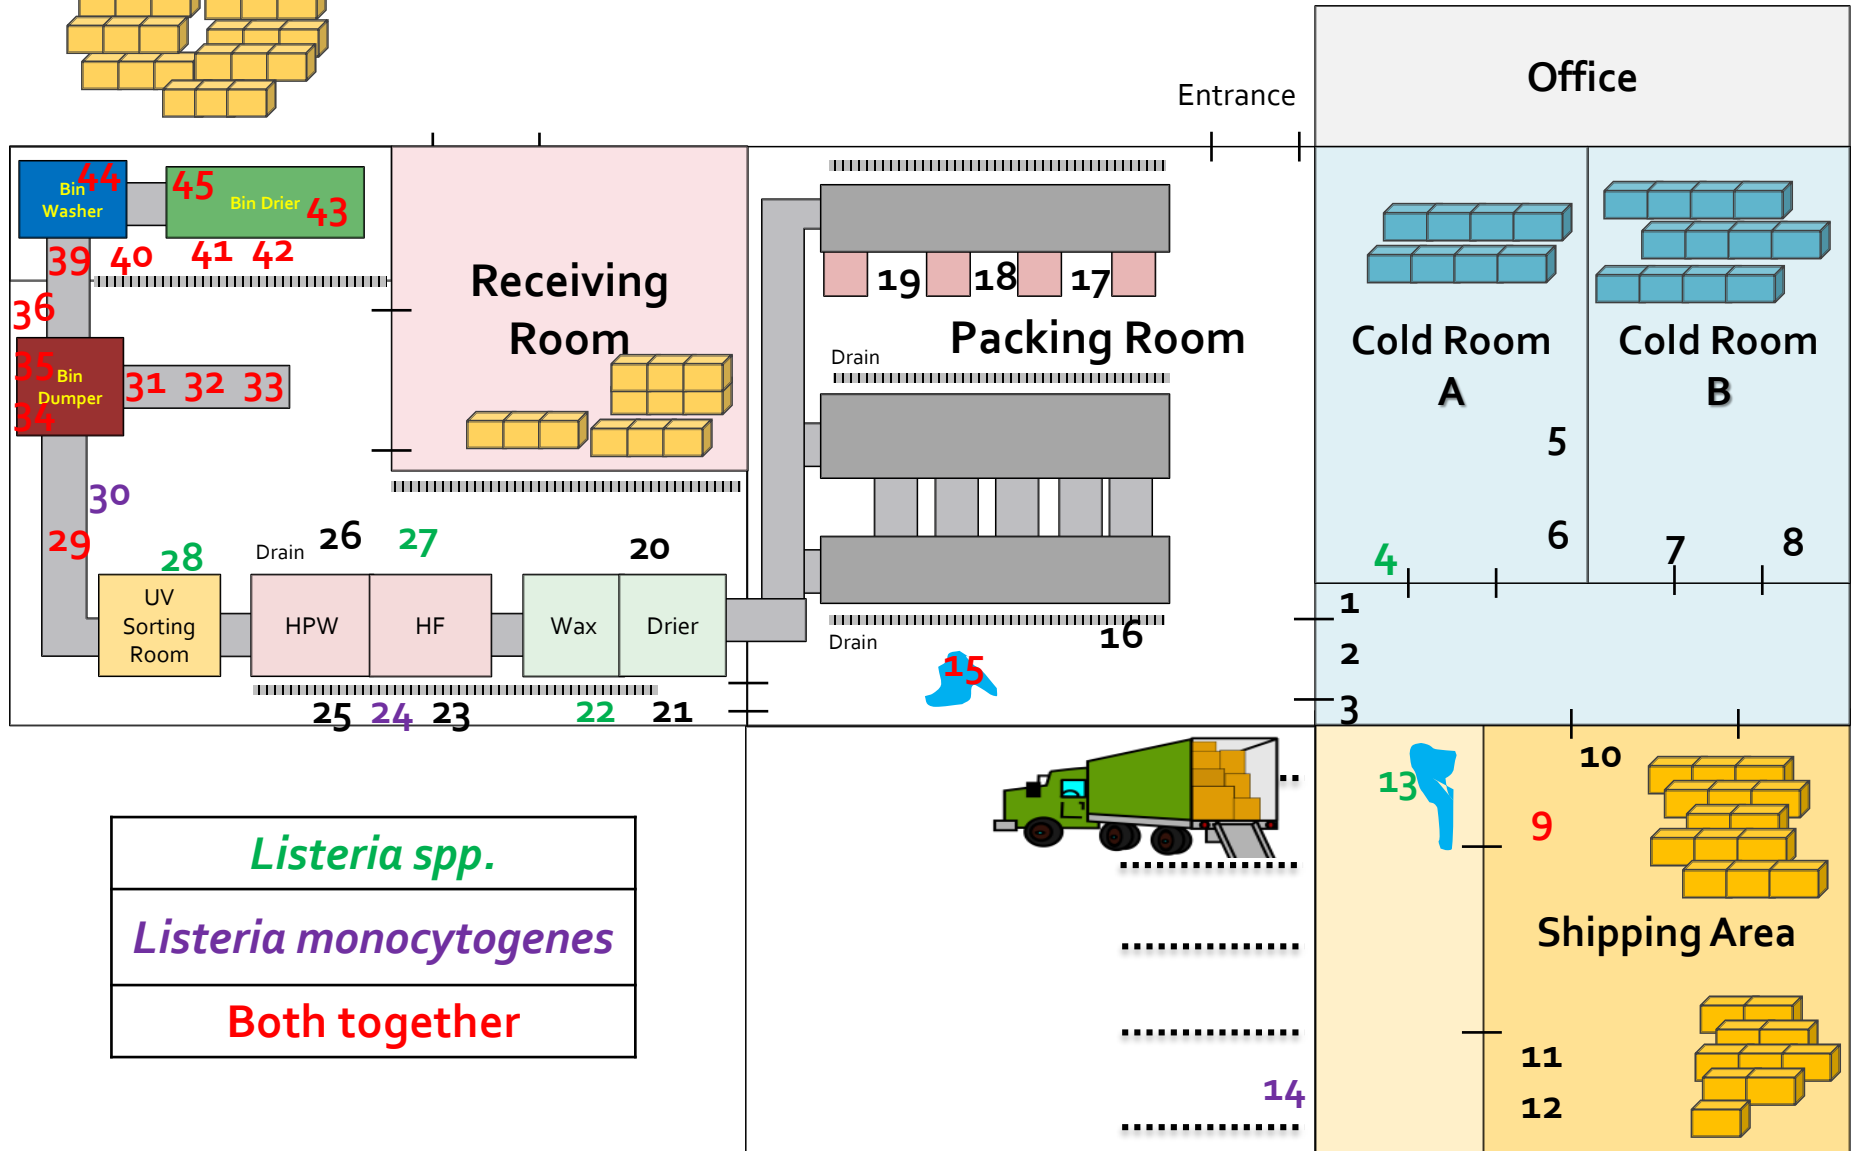 Office
Entrance
Bin
Washer
44
45
Bin Drier
43
39
40
41
42
Receiving
Room
19
18
17
36
Packing Room
Drain
Cold Room
A
Cold Room
B
35
Bin
Dumper
34
31
32
33
5
30
29
28
Drain
26
27
20
4
6
7
8
UV
Sorting
Room
HPW
HF
Wax
Drier
1
2
3
Drain
16
15
25
24
23
22
21
10
13
9
Listeria spp.
Listeria monocytogenes
Both together
Shipping Area
11
12
14